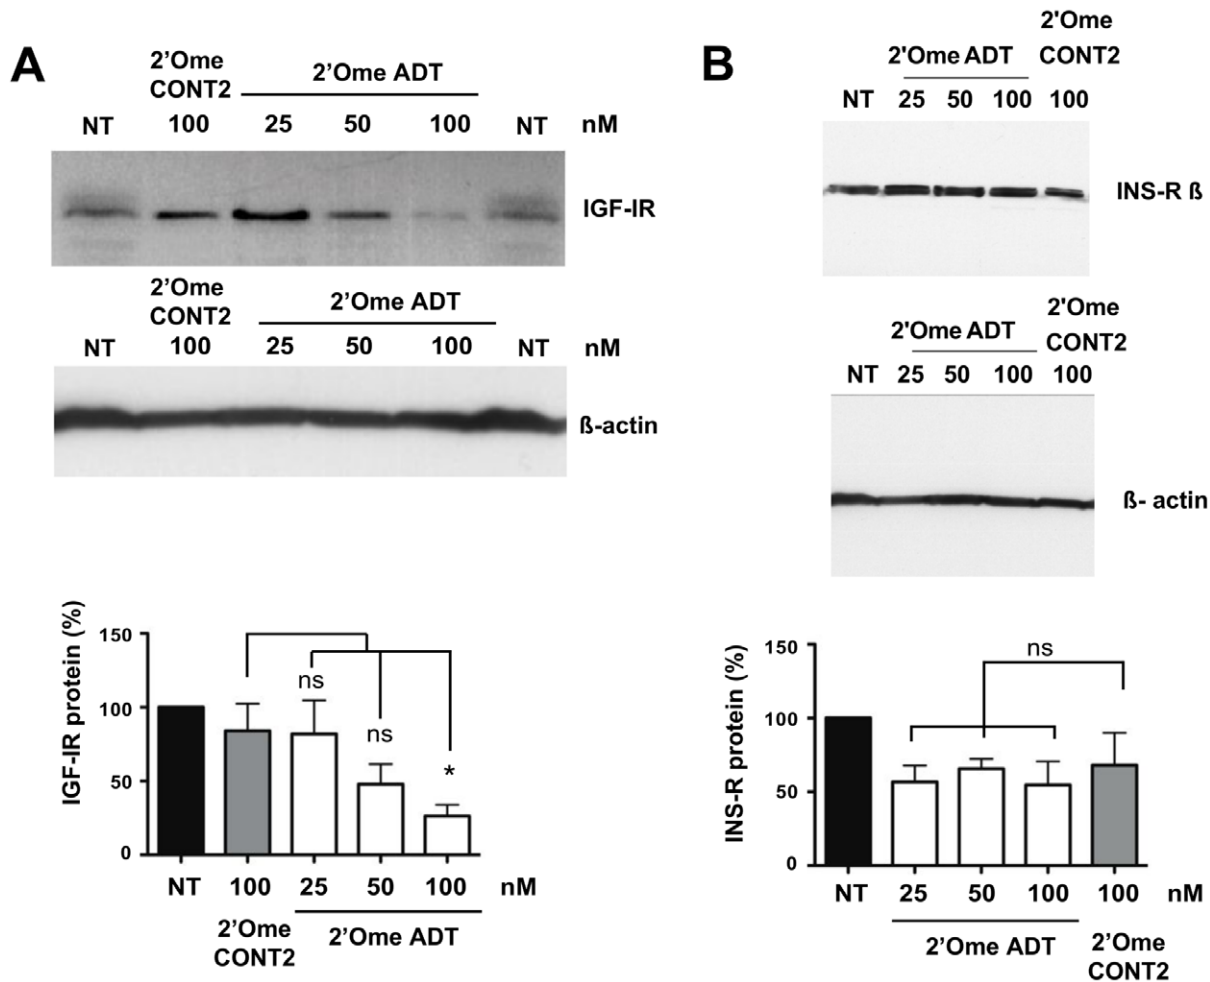 A
2’Ome
CONT2
2’Ome ADT
NT 100 25 50 100 NT nM
IGF-IR
2’Ome
CONT2
2’Ome ADT
NT 100 25 50 100 NT nM
ß-actin
IGF-IR protein (%)
150
100
50
0
ns
ns
*
NT 100 25 50 100 nM
2’Ome
CONT2
2’Ome ADT
B
2'Ome
CONT2
2'Ome ADT
NT 25 50 100 100
INS-R ß
2'Ome
CONT2
2'Ome ADT
NT 25 50 100 100
ß- actin
INS-R protein (%)
150
100
50
0
ns
NT 25 50 100 100 nM
2’Ome ADT
2’Ome
CONT2